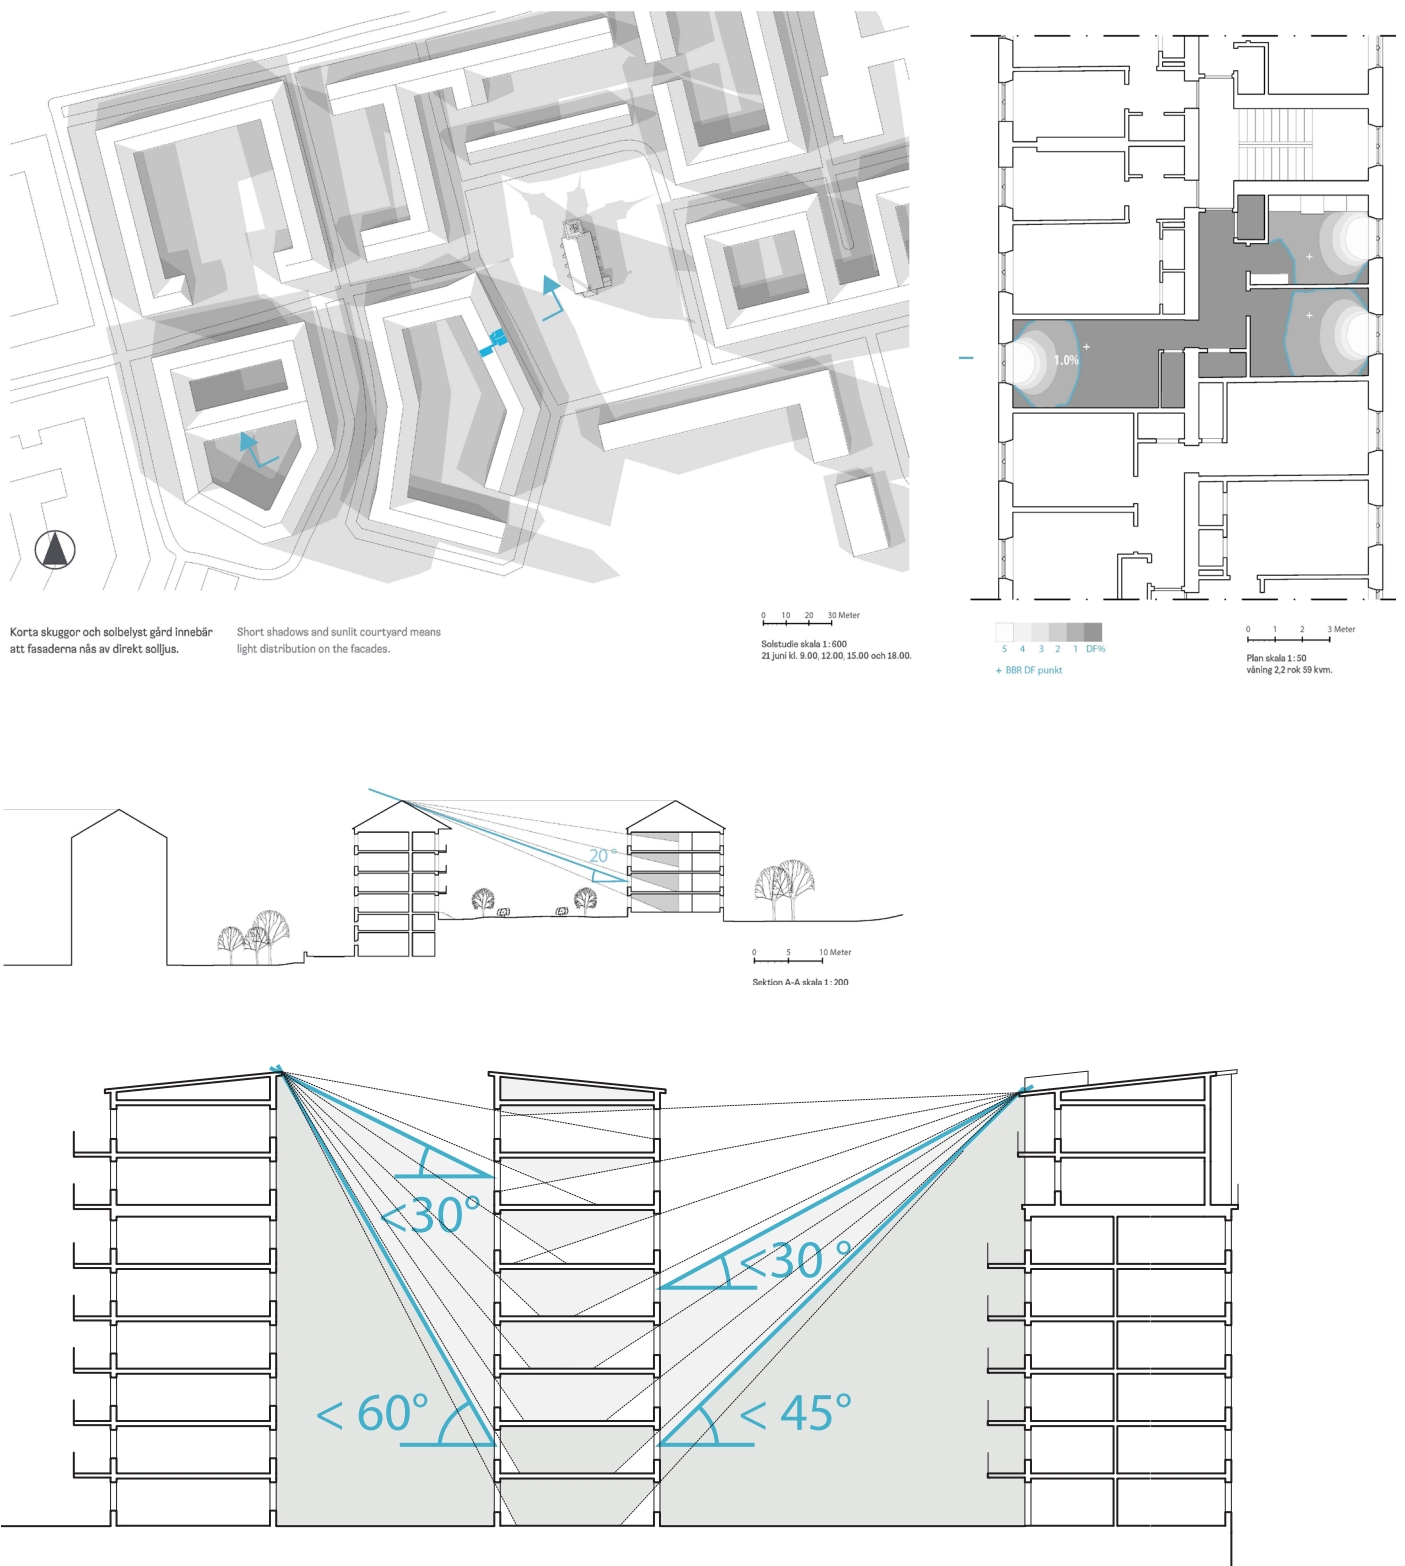 Korta skuggor och solbelyst gård innebär
att fasaderna nås av direkt solljus.
Short shadows and sunlit courtyard means
light distribution on the facades.
0 10 20 30 Meter
Solstudie skala 1:600
21 juni kl. 9.00, 12.00, 15.00 och 18.00.
1.0%
5 4 3 2 1 DF%
+ BBR DF punkt
0 1 2 3 Meter
Plan skala 1:50
våning 2,2 rok 59 kvm.
20°
0 5 10 Meter
Sektion A-A skala 1:200
<30°
<30°
< 60°
< 45°